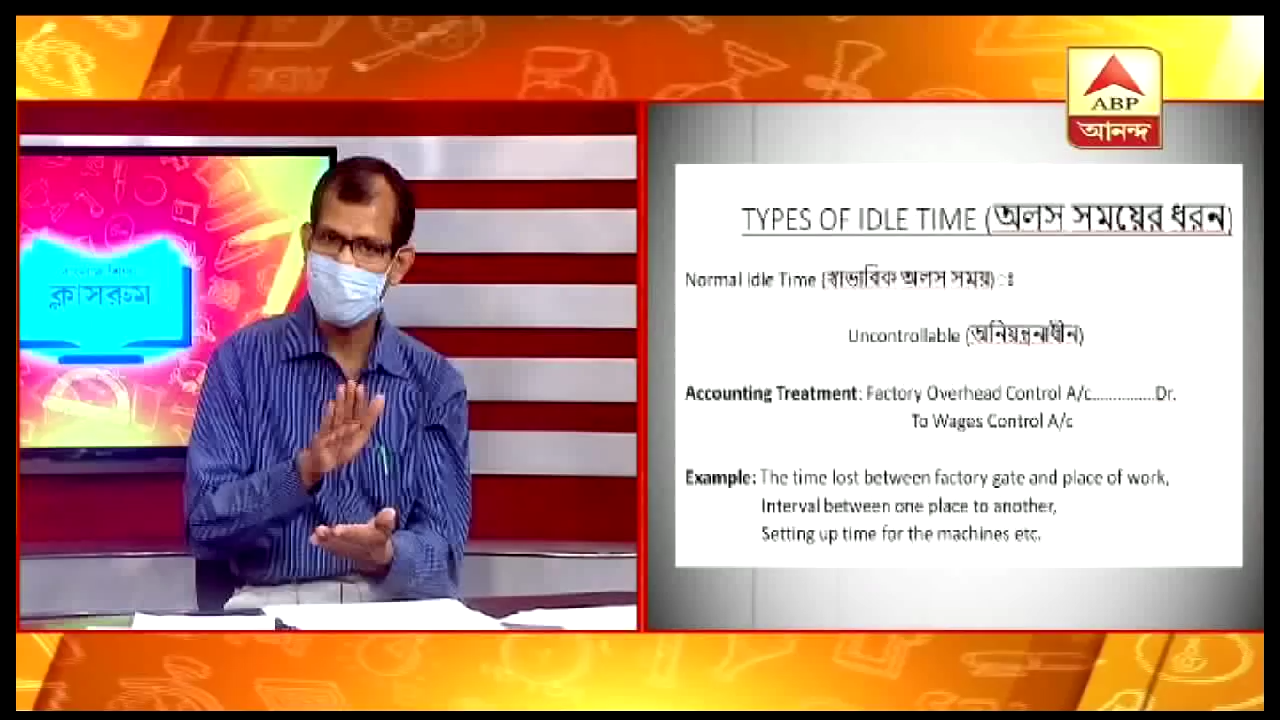 ক্লাসরুম
ABP
আনন্দ
TYPES OF IDLE TIME (অলস সময়ের ধরন)
Normal Idle Time (স্বাভাবিক অলস সময়) ঃ
Uncontrollable (অনিয়ন্ত্রনাধীন)
Accounting Treatment: Factory Overhead Control A/c...............Dr.
To Wages Control A/c
Example: The time lost between factory gate and place of work,
Interval between one place to another,
Setting up time for the machines etc.